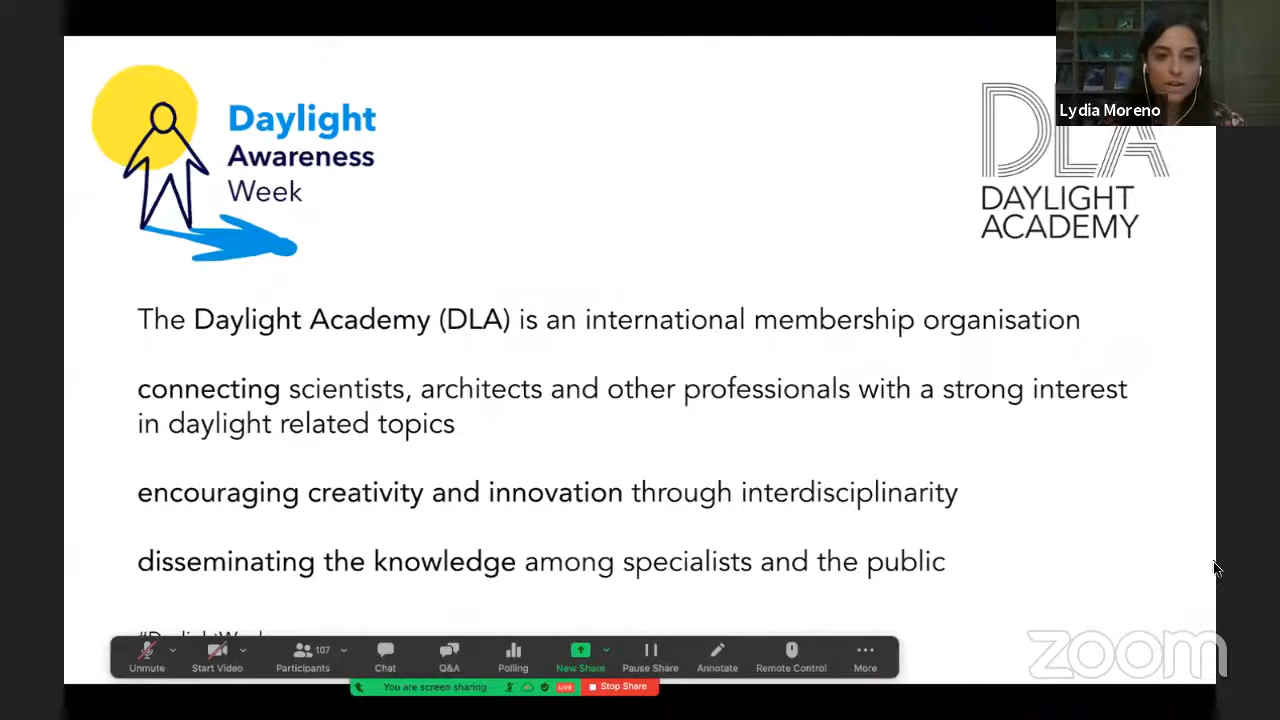 Daylight
Awareness
Week
Lydia Moreno
DLA
DAYLIGHT
ACADEMY
The Daylight Academy (DLA) is an international membership organisation
connecting scientists, architects and other professionals with a strong interest
in daylight related topics
encouraging creativity and innovation through interdisciplinarity
disseminating the knowledge among specialists and the public
Unmute
Start Video
107
Participants
Chat
Q&A
Polling
New Share
Pause Share
Annotate
Remote Control
More
You are screen sharing
LIVE
Stop Share
zoom